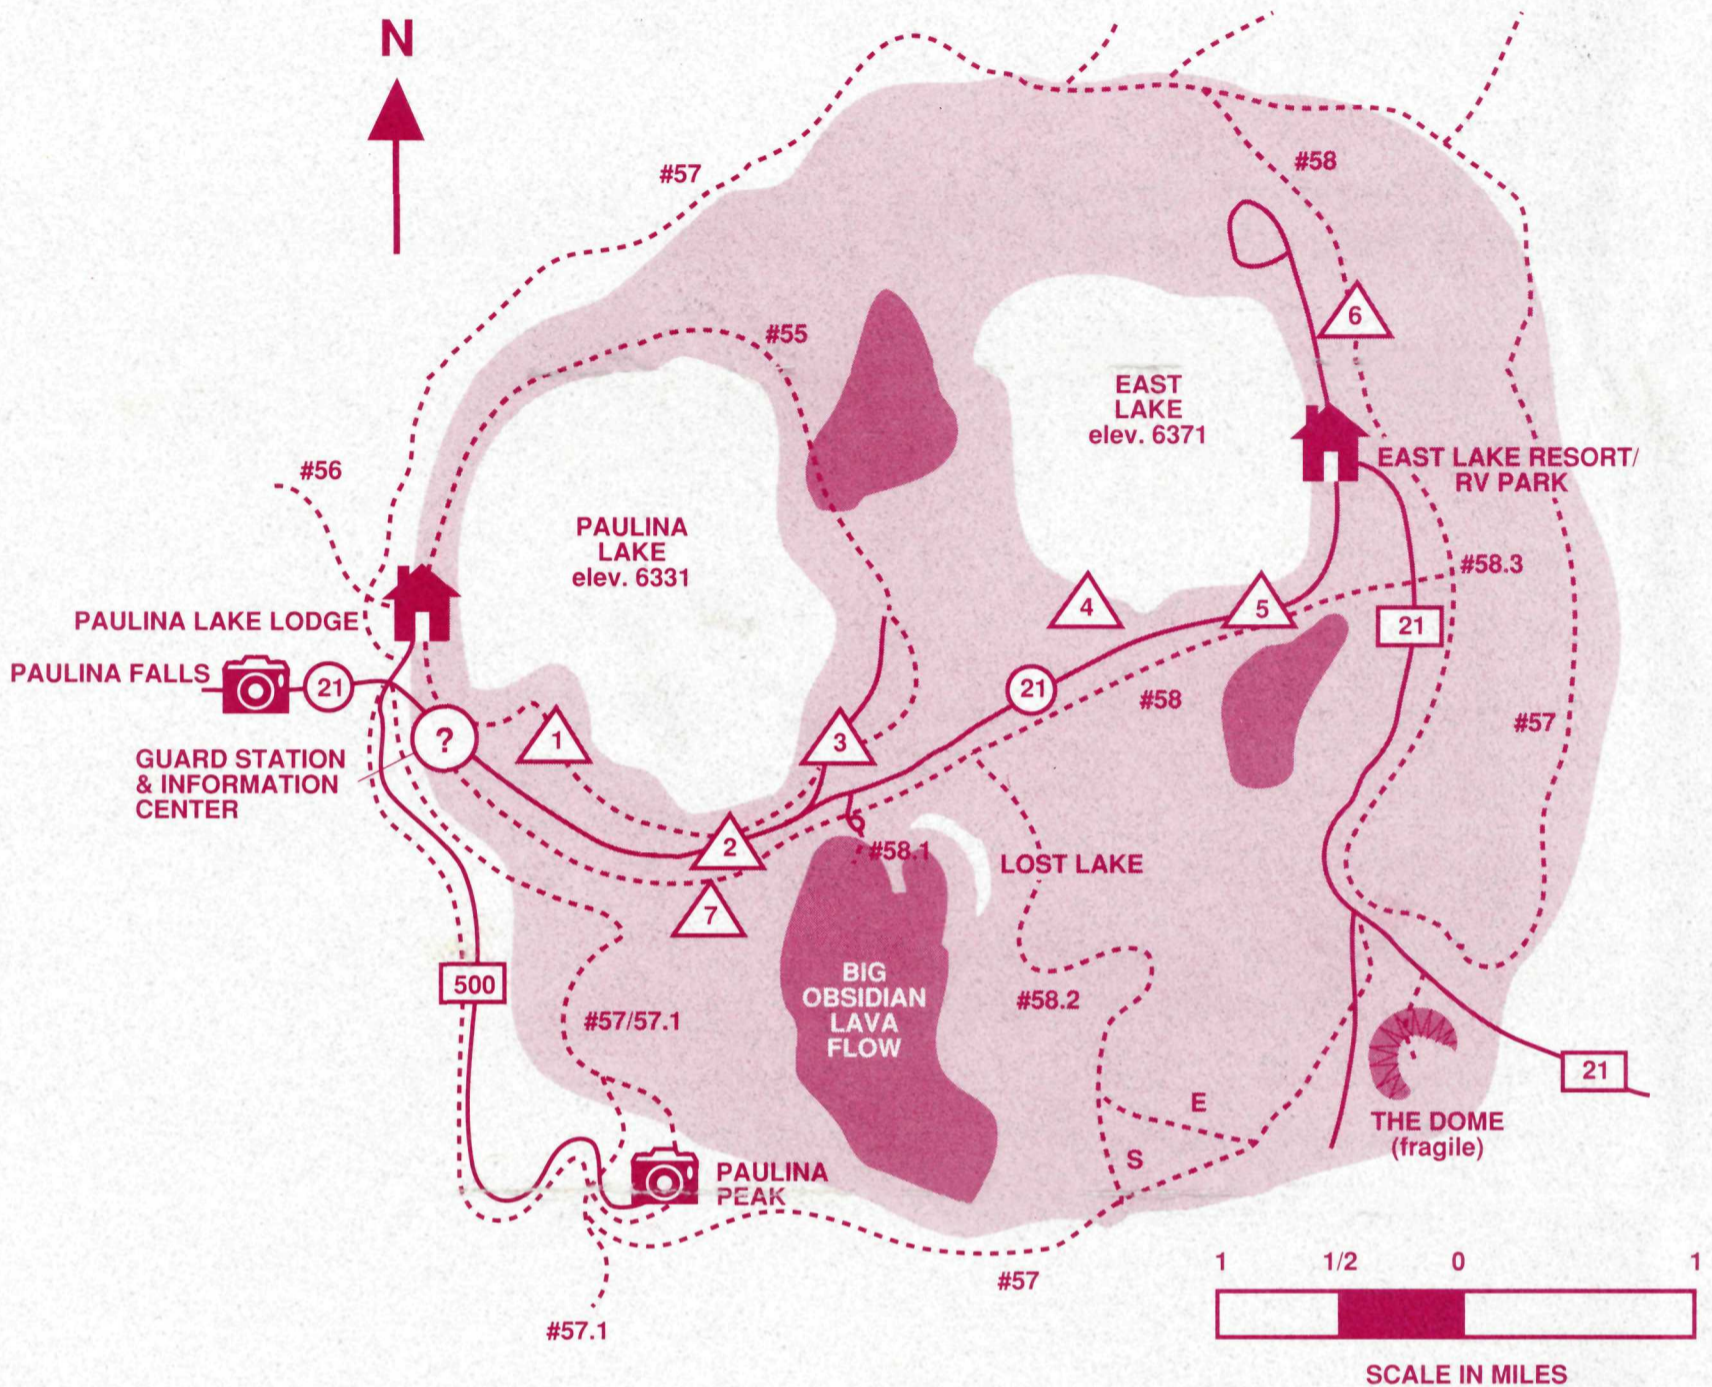 N
#57
#58
#55
6
EAST
LAKE
elev. 6371
#56
EAST LAKE RESORT/
RV PARK
PAULINA
LAKE
elev. 6331
#58.3
PAULINA LAKE LODGE
4
5
21
PAULINA FALLS
21
21
#58
#57
GUARD STATION
& INFORMATION
CENTER
?
1
3
2
#58.1
LOST LAKE
7
500
BIG
OBSIDIAN
LAVA
FLOW
#58.2
#57/57.1
21
E
THE DOME
(fragile)
S
PAULINA
PEAK
#57
#57.1
1 1/2 0 1
SCALE IN MILES